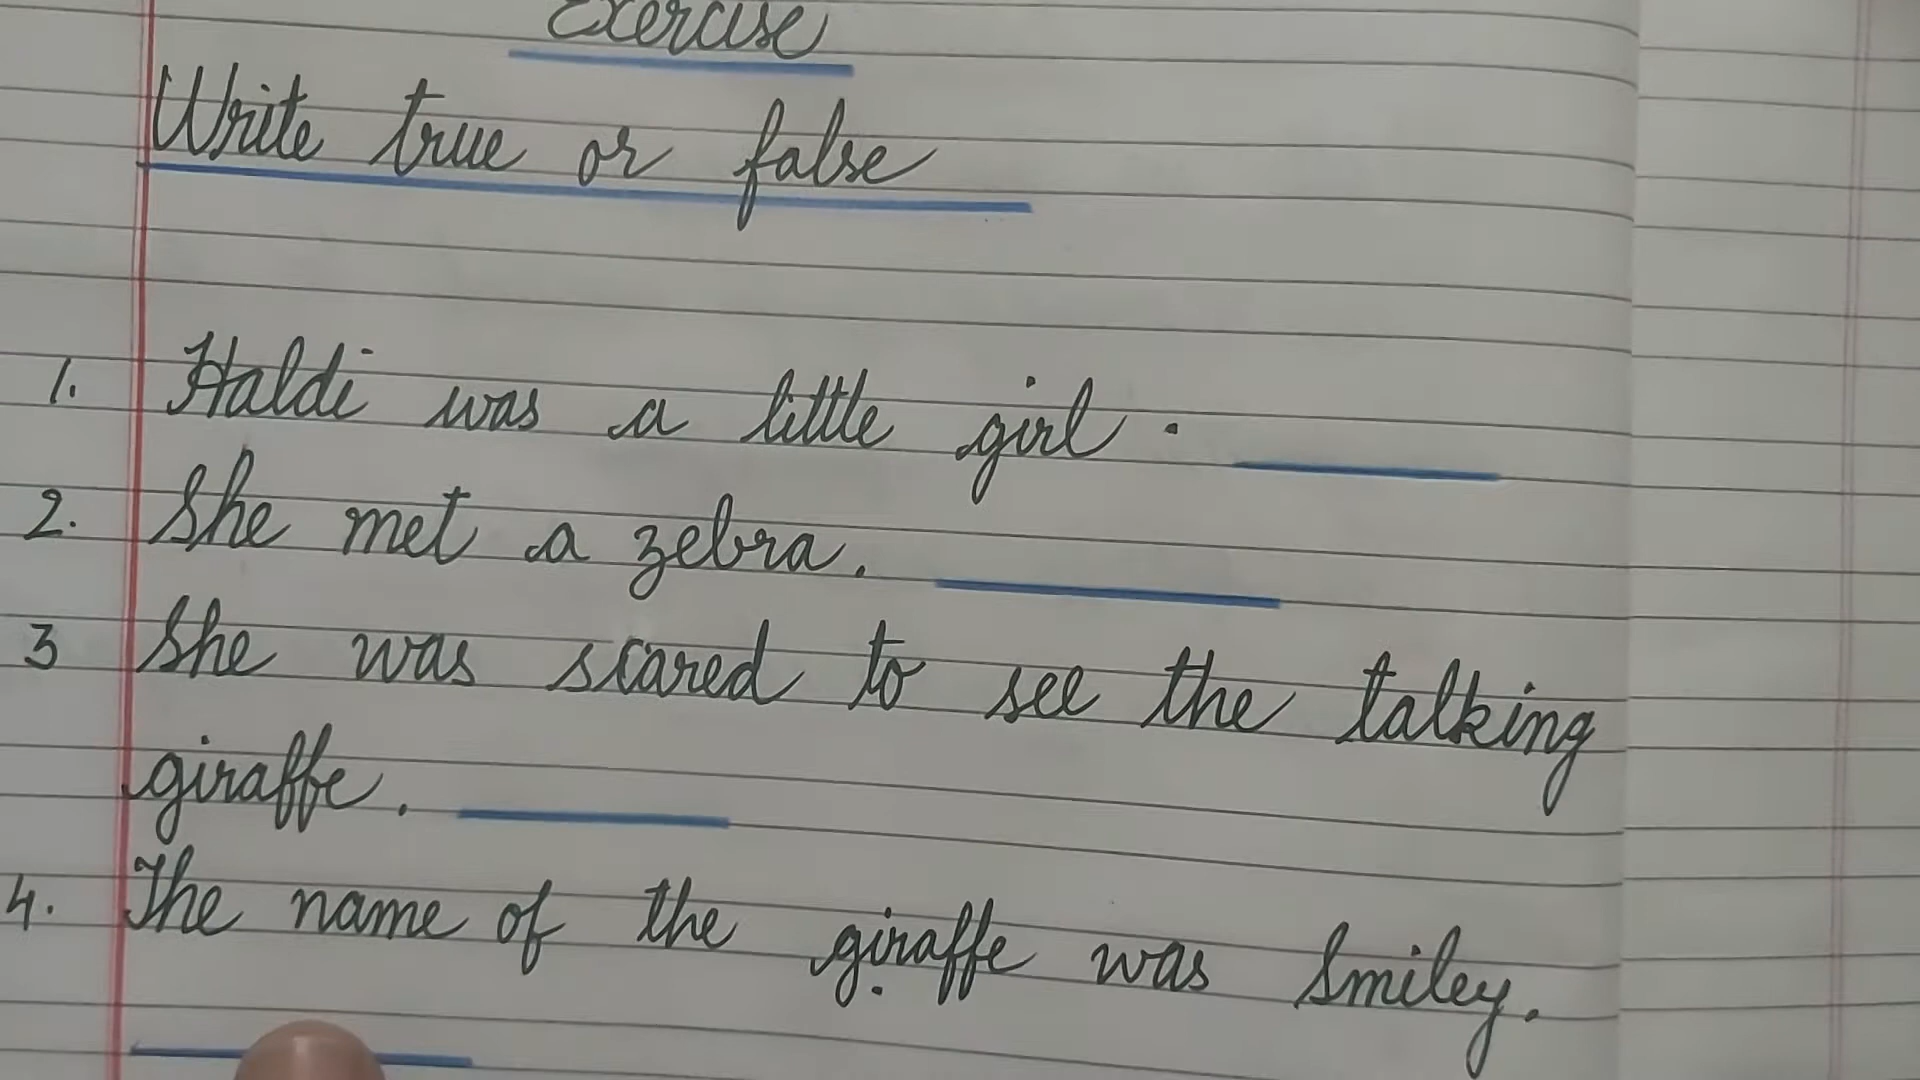 Exercise
Write true or false
1. Haldi was a little girl.
2. She met a zebra.
3 She was scared to see the talking
giraffe.
4. The name of the giraffe was Smiley.